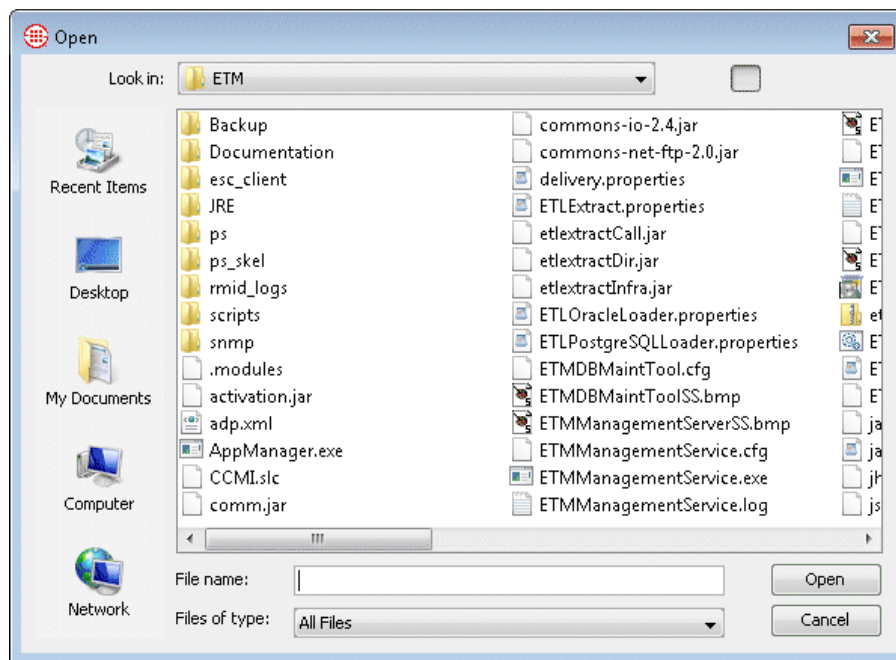 Open
Look in:
ETM
Recent Items
Desktop
My Documents
Computer
Network
Backup
Documentation
esc_client
JRE
ps
ps_skel
rmid_logs
scripts
snmp
.modules
activation.jar
adp.xml
AppManager.exe
CCMI.slc
comm.jar
commons-io-2.4.jar
commons-net-ftp-2.0.jar
delivery.properties
ETLExtract.properties
etlextractCall.jar
etlextractDir.jar
etlextractInfra.jar
ETLOracleLoader.properties
ETLPostgreSQLLoader.properties
ETMDBMaintTool.cfg
ETMDBMaintToolSS.bmp
ETMManagementServerSS.bmp
ETMManagementService.cfg
ETMManagementService.exe
ETMManagementService.log
File name:
Open
Files of type:
All Files
Cancel